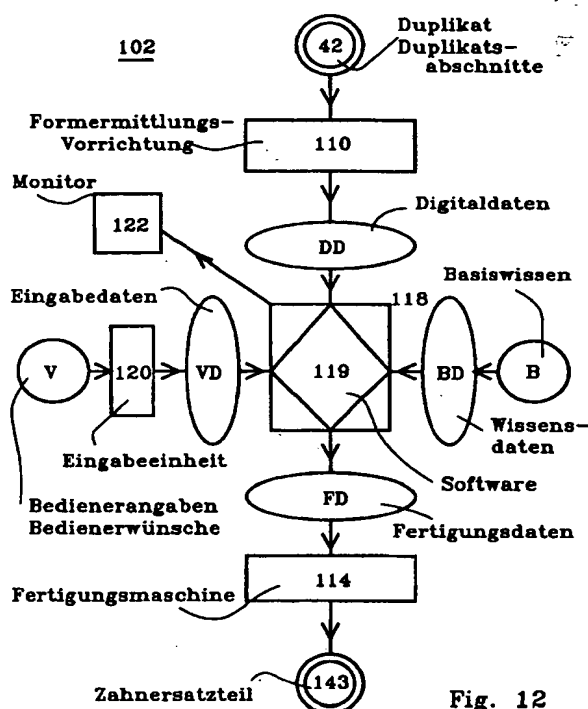 102
42
Duplikat
Duplikats-
abschnitte
Formermittlungs-
Vorrichtung
110
Monitor
122
Digitaldaten
DD
Eingabedaten
118
Basiswissen
V
120
VD
119
BD
B
Eingabeeinheit
Wissens-
daten
Software
Bedienerangaben
Bedienerwünsche
FD
Fertigungsdaten
114
Fertigungsmaschine
143
Zahnersatzteil
Fig. 12